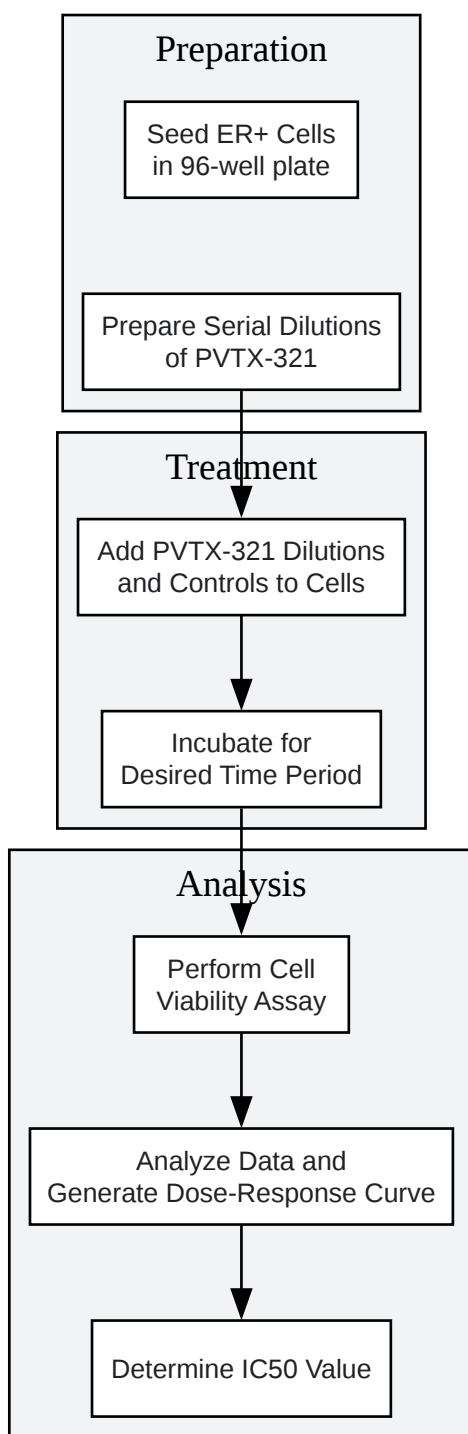 Preparation
Seed ER+ Cells
in 96-well plate
Prepare Serial Dilutions
of PVTX-321
Treatment
Add PVTX-321 Dilutions
and Controls to Cells
Incubate for
Desired Time Period
Analysis
Perform Cell
Viability Assay
Analyze Data and
Generate Dose-Response Curve
Determine IC50 Value